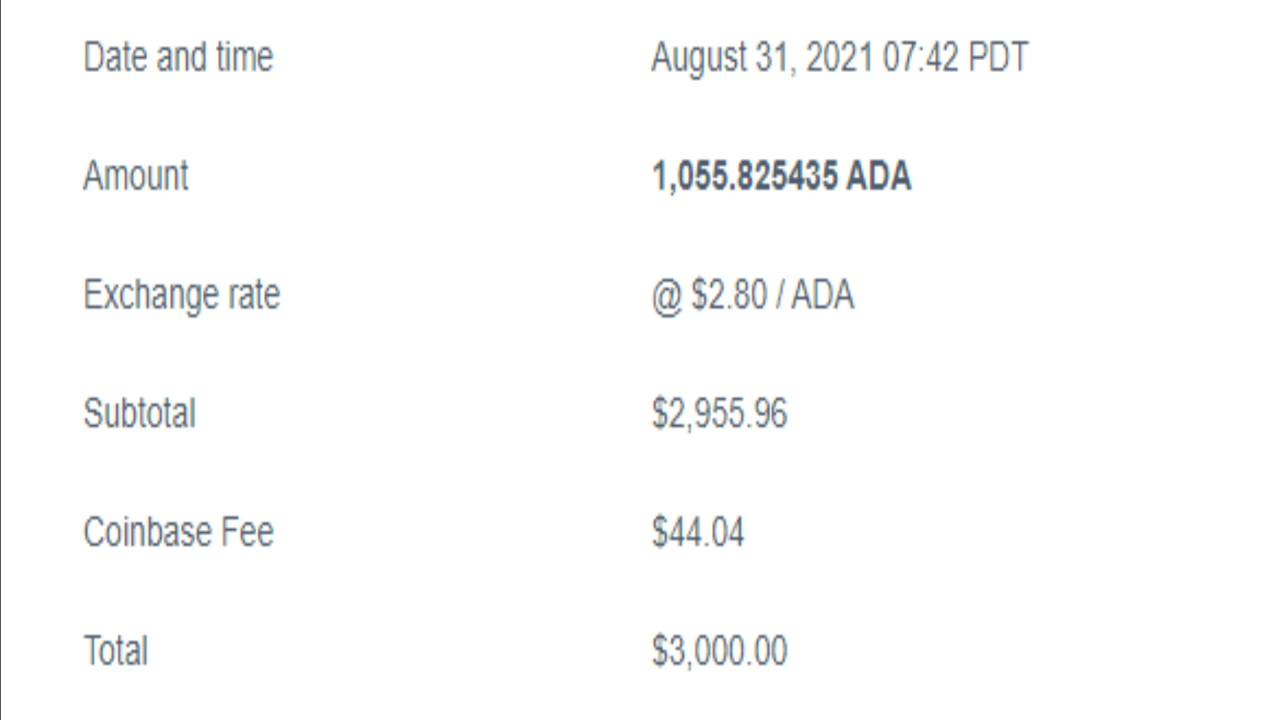 Date and time August 31, 2021 07:42 PDT
Amount 1,055.825435 ADA
Exchange rate @ $2.80 / ADA
Subtotal $2,955.96
Coinbase Fee $44.04
Total $3,000.00